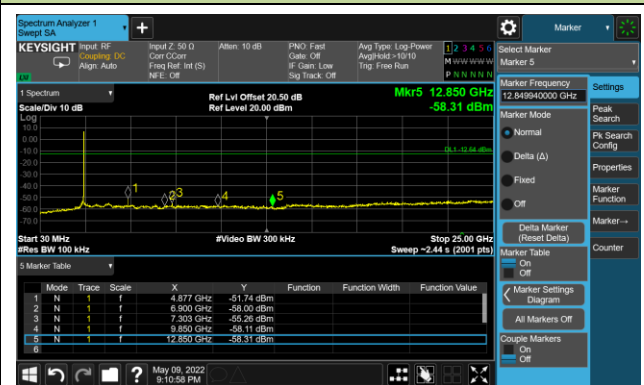 Spectrum Analyzer 1
Swept SA
+
Marker
KEYSIGHT
Input: RF
Coupling: DC
Align: Auto
Input Z: 50 Ω
Corr CCorr
Freq Ref: Int (S)
NFE: Off
Atten: 10 dB
PNO: Fast
Gate: Off
IF Gain: Low
Sig Track: Off
Avg Type: Log-Power
Avg|Hold:>10/10
Trig: Free Run
1 2 3 4 5 6
M W W W W W
P N N N N N
LV
Select Marker
Marker 5
1 Spectrum
Scale/Div 10 dB
Ref Lvl Offset 20.50 dB
Ref Level 20.00 dBm
Mkr5 12.850 GHz
-58.31 dBm
Log
10.0
0.00
-10.0
-20.0
-30.0
-40.0
-50.0
-60.0
-70.0
DL1 -12.64 dBm
1
2
3
4
5
Start 30 MHz
#Res BW 100 kHz
#Video BW 300 kHz
Stop 25.00 GHz
Sweep ~2.44 s (2001 pts)
5 Marker Table
Mode Trace Scale X Y Function Function Width Function Value
1 N 1 f 4.877 GHz -51.74 dBm
2 N 1 f 6.900 GHz -58.00 dBm
3 N 1 f 7.303 GHz -55.26 dBm
4 N 1 f 9.850 GHz -58.11 dBm
5 N 1 f 12.850 GHz -58.31 dBm
6
Marker Frequency
12.849940000 GHz
Marker Mode
Normal
Delta (Δ)
Fixed
Off
Delta Marker
(Reset Delta)
Marker Table
On
Off
Marker Settings
Diagram
All Markers Off
Couple Markers
On
Off
Settings
Peak
Search
Pk Search
Config
Properties
Marker
Function
Marker→
Counter
?
May 09, 2022
9:10:58 PM